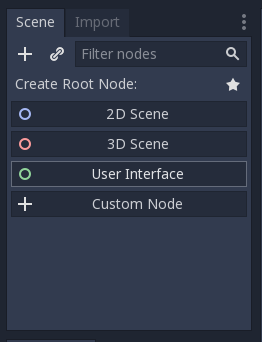 Scene Import
Filter nodes
Create Root Node:
2D Scene
3D Scene
User Interface
Custom Node